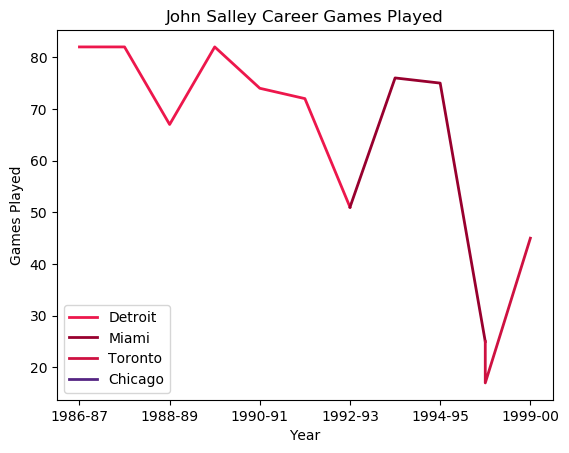 John Salley Career Games Played
Games Played
80
70
60
50
40
30
20
Detroit
Miami
Toronto
Chicago
1986-87 1988-89 1990-91 1992-93 1994-95 1999-00
Year